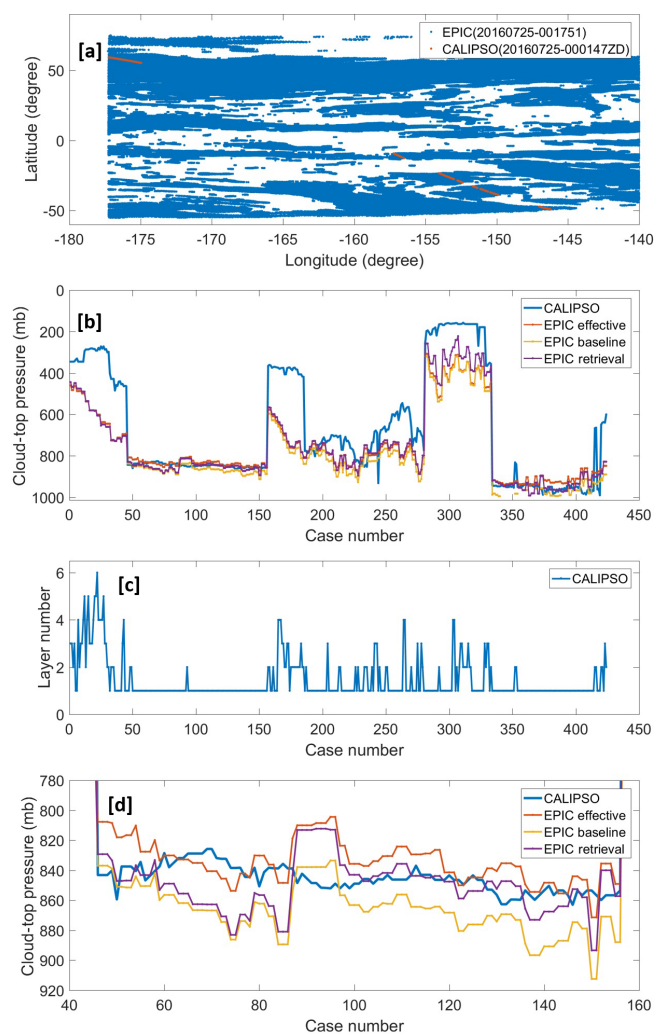 [a]
EPIC(20160725-001751)
CALIPSO(20160725-000147ZD)
50
0
-50
Latitude (degree)
-180 -175 -170 -165 -160 -155 -150 -145 -140
Longitude (degree)
[b]
CALIPSO
EPIC effective
EPIC baseline
EPIC retrieval
0
200
400
600
800
1000
Cloud-top pressure (mb)
0 50 100 150 200 250 300 350 400 450
Case number
[c]
CALIPSO
6
4
2
0
Layer number
0 50 100 150 200 250 300 350 400 450
Case number
[d]
CALIPSO
EPIC effective
EPIC baseline
EPIC retrieval
780
800
820
840
860
880
900
920
Cloud-top pressure (mb)
40 60 80 100 120 140 160
Case number